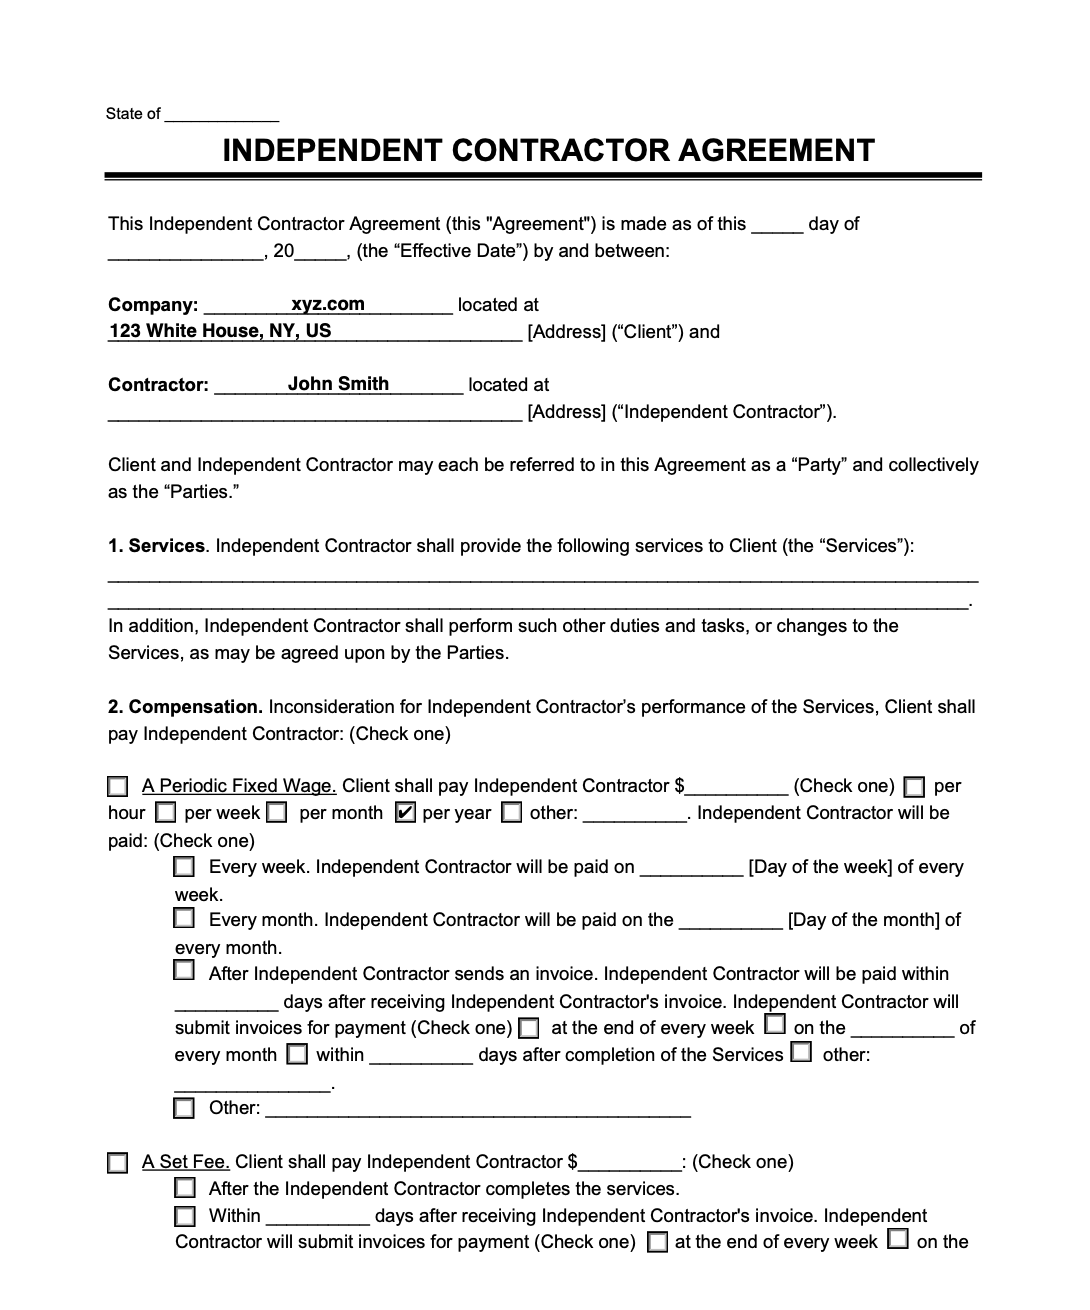 State of _____________
INDEPENDENT CONTRACTOR AGREEMENT
This Independent Contractor Agreement (this "Agreement") is made as of this _____ day of
_______________, 20_____, (the “Effective Date”) by and between:
Company: ________xyz.com________ located at
123 White House, NY, US____________________ [Address] (“Client”) and
Contractor: _______John Smith_______ located at
________________________________________ [Address] (“Independent Contractor”).
Client and Independent Contractor may each be referred to in this Agreement as a “Party” and collectively
as the “Parties.”
1. Services. Independent Contractor shall provide the following services to Client (the “Services”):
____________________________________________________________________________________
___________________________________________________________________________________.
In addition, Independent Contractor shall perform such other duties and tasks, or changes to the
Services, as may be agreed upon by the Parties.
2. Compensation. Inconsideration for Independent Contractor’s performance of the Services, Client shall
pay Independent Contractor: (Check one)
☐ A Periodic Fixed Wage. Client shall pay Independent Contractor $__________ (Check one) ☐ per
hour ☐ per week ☐ per month ☑ per year ☐ other: __________. Independent Contractor will be
paid: (Check one)
☐ Every week. Independent Contractor will be paid on __________ [Day of the week] of every
week.
☐ Every month. Independent Contractor will be paid on the __________ [Day of the month] of
every month.
☐ After Independent Contractor sends an invoice. Independent Contractor will be paid within
__________ days after receiving Independent Contractor's invoice. Independent Contractor will
submit invoices for payment (Check one) ☐ at the end of every week ☐ on the __________ of
every month ☐ within __________ days after completion of the Services ☐ other:
_______________.
☐ Other: _________________________________________
☐ A Set Fee. Client shall pay Independent Contractor $__________: (Check one)
☐ After the Independent Contractor completes the services.
☐ Within __________ days after receiving Independent Contractor's invoice. Independent
Contractor will submit invoices for payment (Check one) ☐ at the end of every week ☐ on the